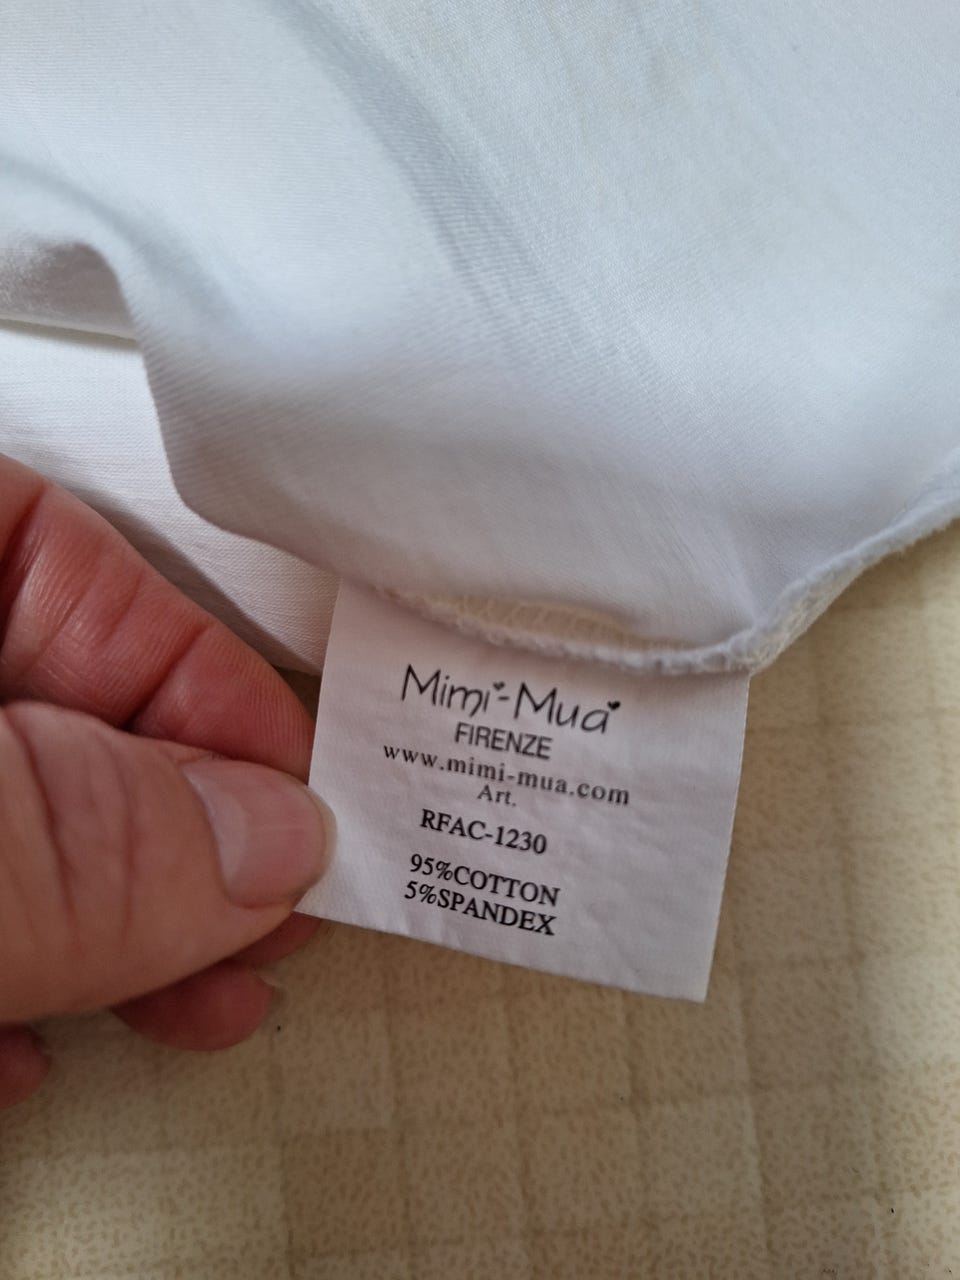 Mimi-Mua
FIRENZE
www.mimi-mua.com
Art.
RFAC-1230
95%COTTON
5%SPANDEX